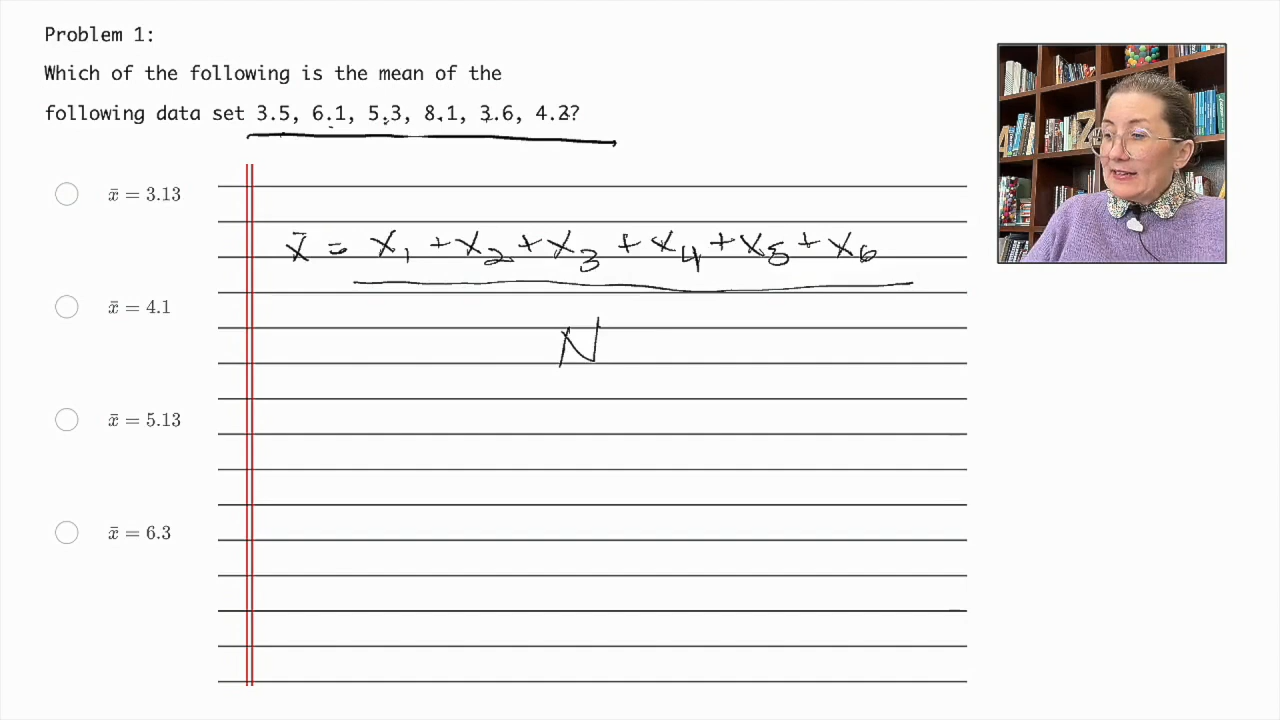 Problem 1:
Which of the following is the mean of the
following data set 3.5, 6.1, 5.3, 8.1, 3.6, 4.2?
x̄ = 3.13
x̄ = x₁ + x₂ + x₃ + x₄ + x₅ + x₆
N
x̄ = 4.1
x̄ = 5.13
x̄ = 6.3